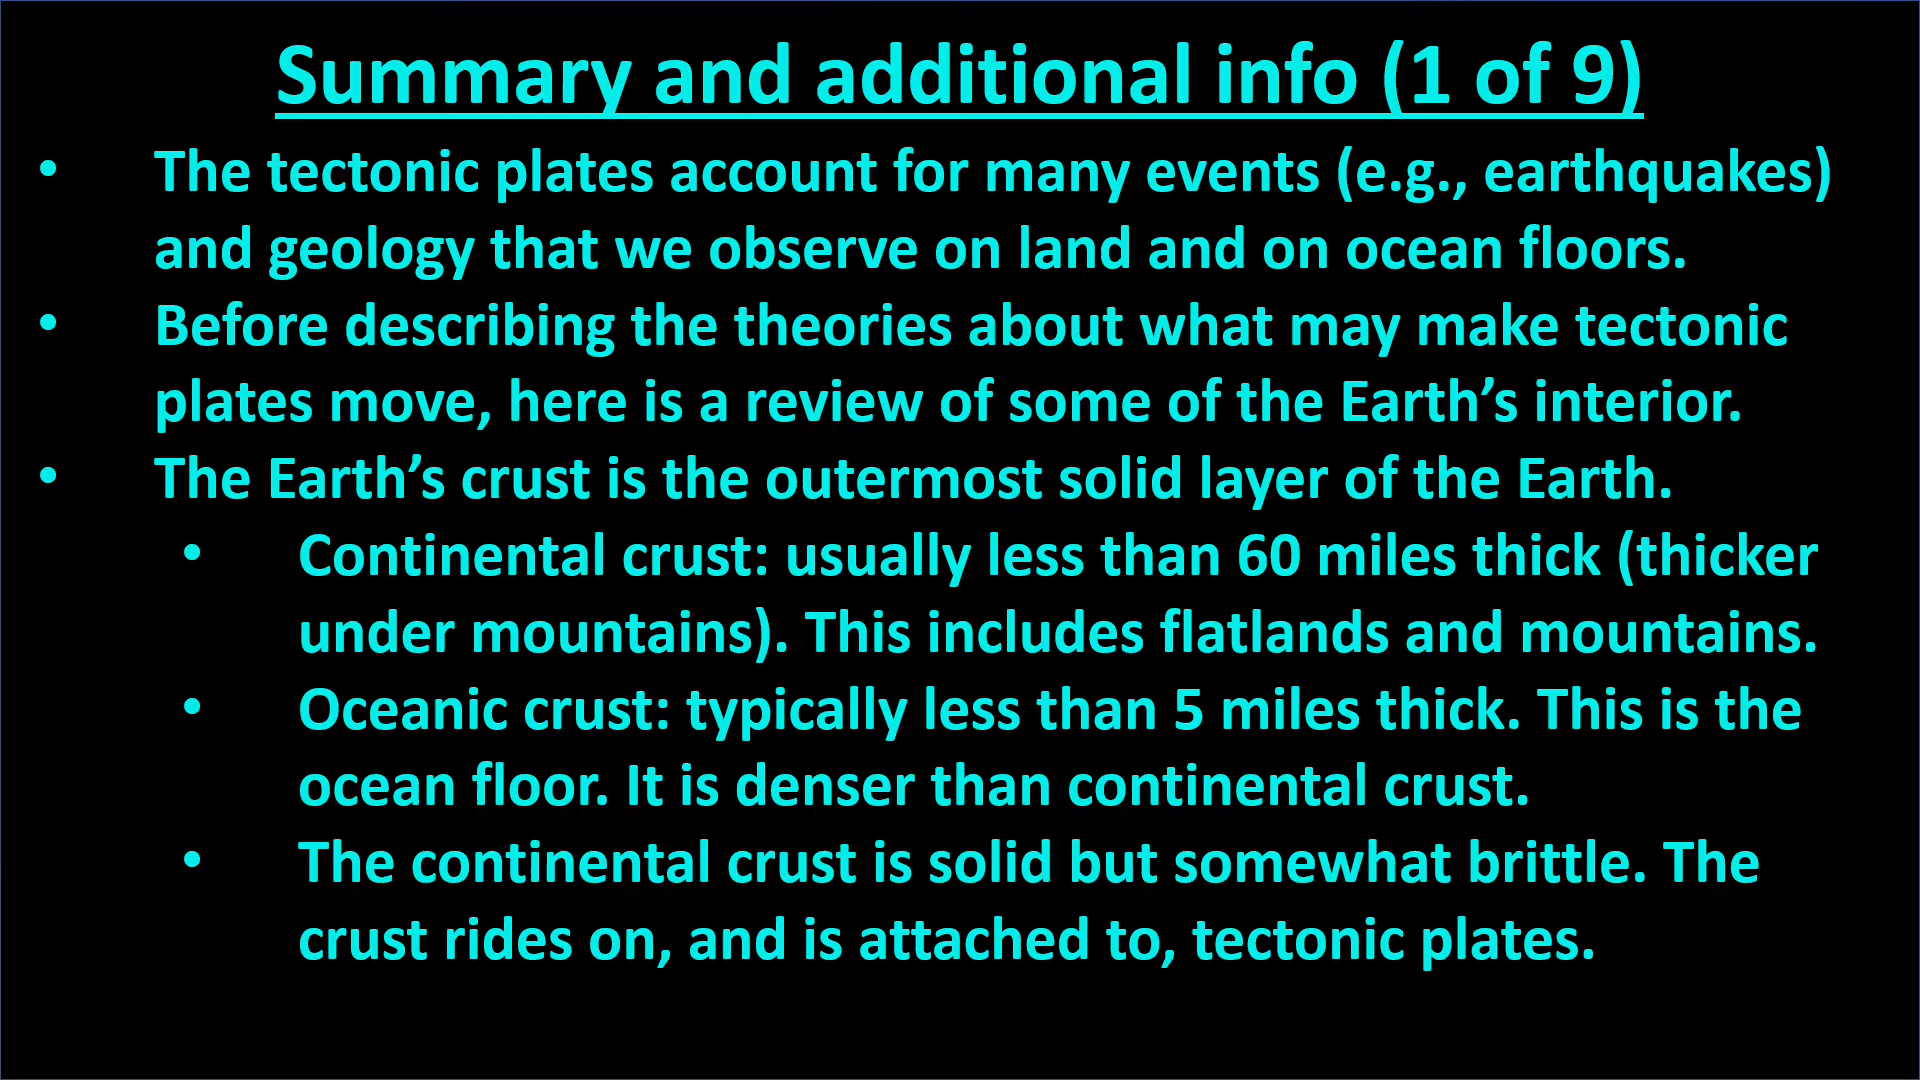 Summary and additional info (1 of 9)
• The tectonic plates account for many events (e.g., earthquakes)
and geology that we observe on land and on ocean floors.
• Before describing the theories about what may make tectonic
plates move, here is a review of some of the Earth’s interior.
• The Earth’s crust is the outermost solid layer of the Earth.
• Continental crust: usually less than 60 miles thick (thicker
under mountains). This includes flatlands and mountains.
• Oceanic crust: typically less than 5 miles thick. This is the
ocean floor. It is denser than continental crust.
• The continental crust is solid but somewhat brittle. The
crust rides on, and is attached to, tectonic plates.